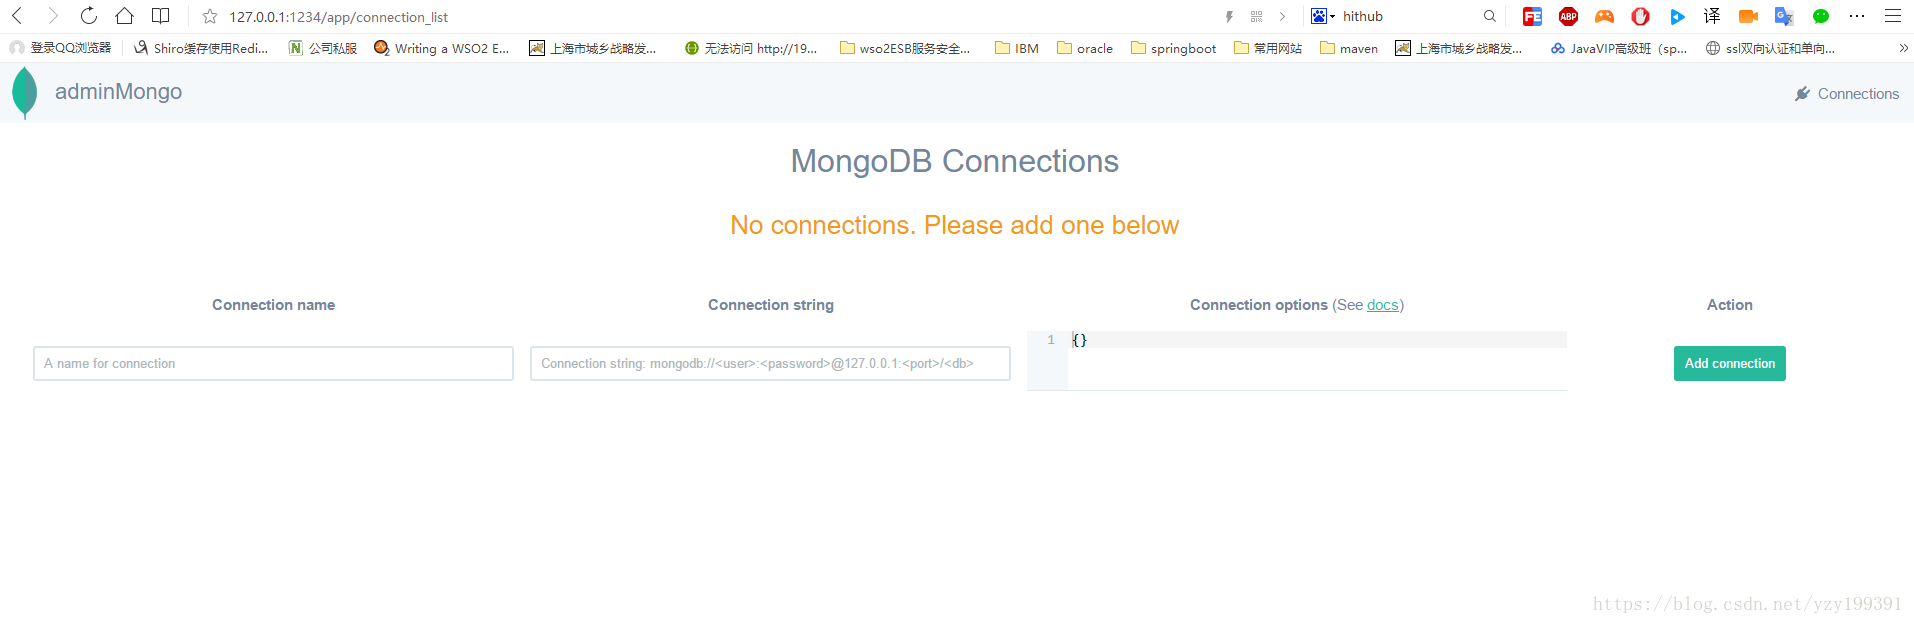 127.0.0.1:1234/app/connection_list
hithub
FE
ABP
译
登录QQ浏览器
Shiro缓存使用Redi...
公司私服
Writing a WSO2 E...
上海市城乡战略发...
无法访问 http://19...
wso2ESB服务安全...
IBM
oracle
springboot
常用网站
maven
上海市城乡战略发...
JavaVIP高级班（sp...
ssl双向认证和单向...
adminMongo
Connections
MongoDB Connections
No connections. Please add one below
Connection name
Connection string
Connection options (See docs)
Action
1
{}
A name for connection
Connection string: mongodb://<user>:<password>@127.0.0.1:<port>/<db>
Add connection
https://blog.csdn.net/yzy199391